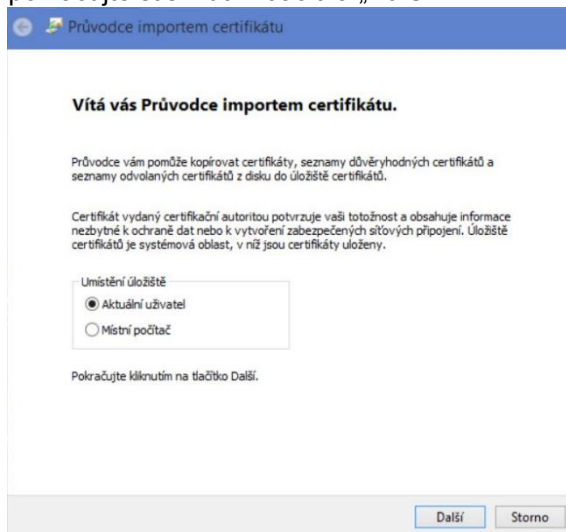 Průvodce importem certifikátu
Vítá vás Průvodce importem certifikátu.
Průvodce vám pomůže kopírovat certifikáty, seznamy důvěryhodných certifikátů a
seznamy odvolaných certifikátů z disku do úložiště certifikátů.
Certifikát vydaný certifikační autoritou potvrzuje vaši totožnost a obsahuje informace
nezbytné k ochraně dat nebo k vytvoření zabezpečených síťových připojení. Úložiště
certifikátů je systémová oblast, v níž jsou certifikáty uloženy.
Umístění úložiště
Aktuální uživatel
Místní počítač
Pokračujte kliknutím na tlačítko Další.
Další Storno